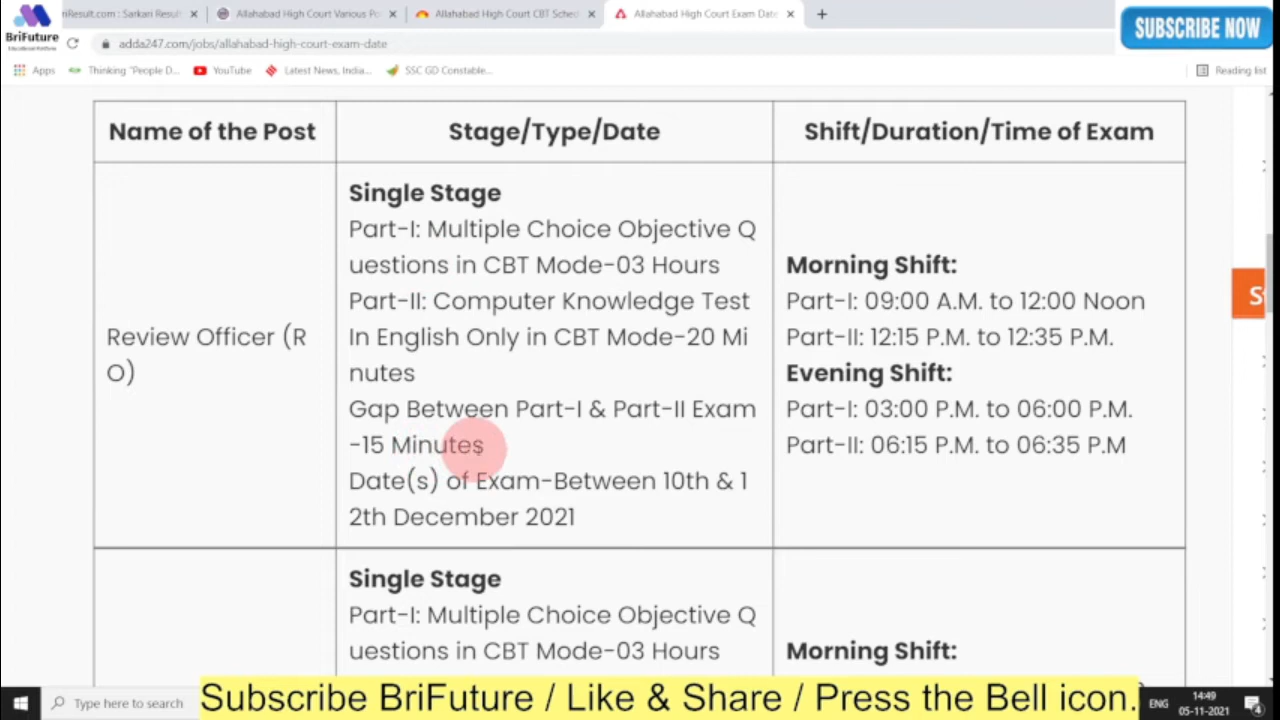 nResult.com : Sarkari Result
Allahabad High Court Various Po
Allahabad High Court CBT Sched
Allahabad High Court Exam Date
SUBSCRIBE NOW
BriFuture
adda247.com/jobs/allahabad-high-court-exam-date
Apps
Thinking "People D...
YouTube
Latest News, India...
SSC GD Constable...
Reading list
Name of the Post
Stage/Type/Date
Shift/Duration/Time of Exam
Review Officer (R
O)
Single Stage
Part-I: Multiple Choice Objective Q
uestions in CBT Mode-03 Hours
Part-II: Computer Knowledge Test
In English Only in CBT Mode-20 Mi
nutes
Gap Between Part-I & Part-II Exam
-15 Minutes
Date(s) of Exam-Between 10th & 1
2th December 2021
Morning Shift:
Part-I: 09:00 A.M. to 12:00 Noon
Part-II: 12:15 P.M. to 12:35 P.M.
Evening Shift:
Part-I: 03:00 P.M. to 06:00 P.M.
Part-II: 06:15 P.M. to 06:35 P.M
Single Stage
Part-I: Multiple Choice Objective Q
uestions in CBT Mode-03 Hours
Morning Shift:
Type here to search
Subscribe BriFuture / Like & Share / Press the Bell icon.
ENG
14:49
05-11-2021
4